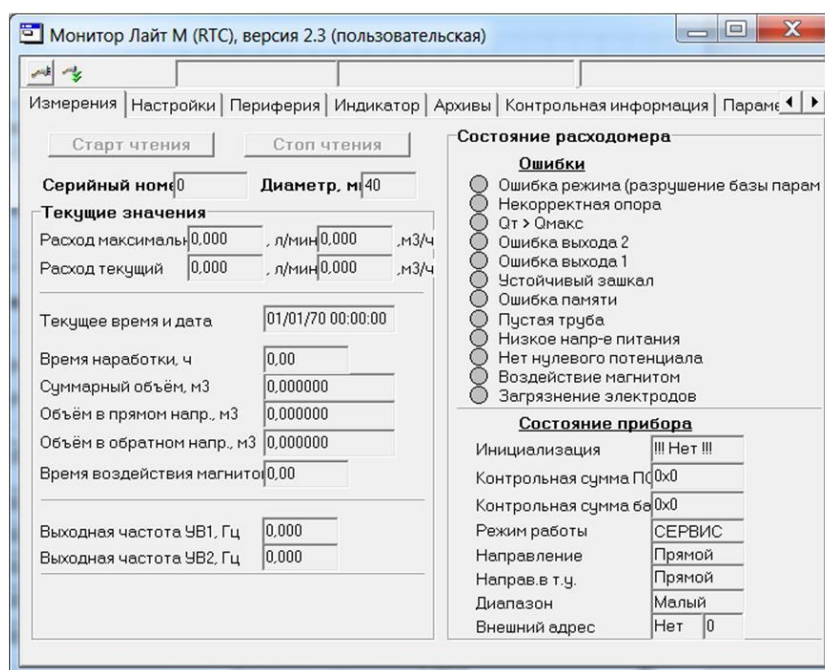 Монитор Лайт М (RTC), версия 2.3 (пользовательская)
Измерения Настройки Периферия Индикатор Архивы Контрольная информация Параме
Старт чтения Стоп чтения
Серийный номе 0 Диаметр, м 40
Текущие значения
Расход максималь 0,000 , л/мин 0,000 ,м3/ч
Расход текущий 0,000 , л/мин 0,000 ,м3/ч
Текущее время и дата 01/01/70 00:00:00
Время наработки, ч 0,00
Суммарный объём, м3 0,000000
Объём в прямом напр., м3 0,000000
Объём в обратном напр., м3 0,000000
Время воздействия магнито 0,00
Выходная частота УВ1, Гц 0,000
Выходная частота УВ2, Гц 0,000
Состояние расходомера
Ошибки
Ошибка режима (разрушение базы парам
Некорректная опора
Qт > Qмакс
Ошибка выхода 2
Ошибка выхода 1
Устойчивый зашкал
Ошибка памяти
Пустая труба
Низкое напр-е питания
Нет нулевого потенциала
Воздействие магнитом
Загрязнение электродов
Состояние прибора
Инициализация !!! Нет !!!
Контрольная сумма ПО 0x0
Контрольная сумма ба 0x0
Режим работы СЕРВИС
Направление Прямой
Направ.в т.у. Прямой
Диапазон Малый
Внешний адрес Нет 0